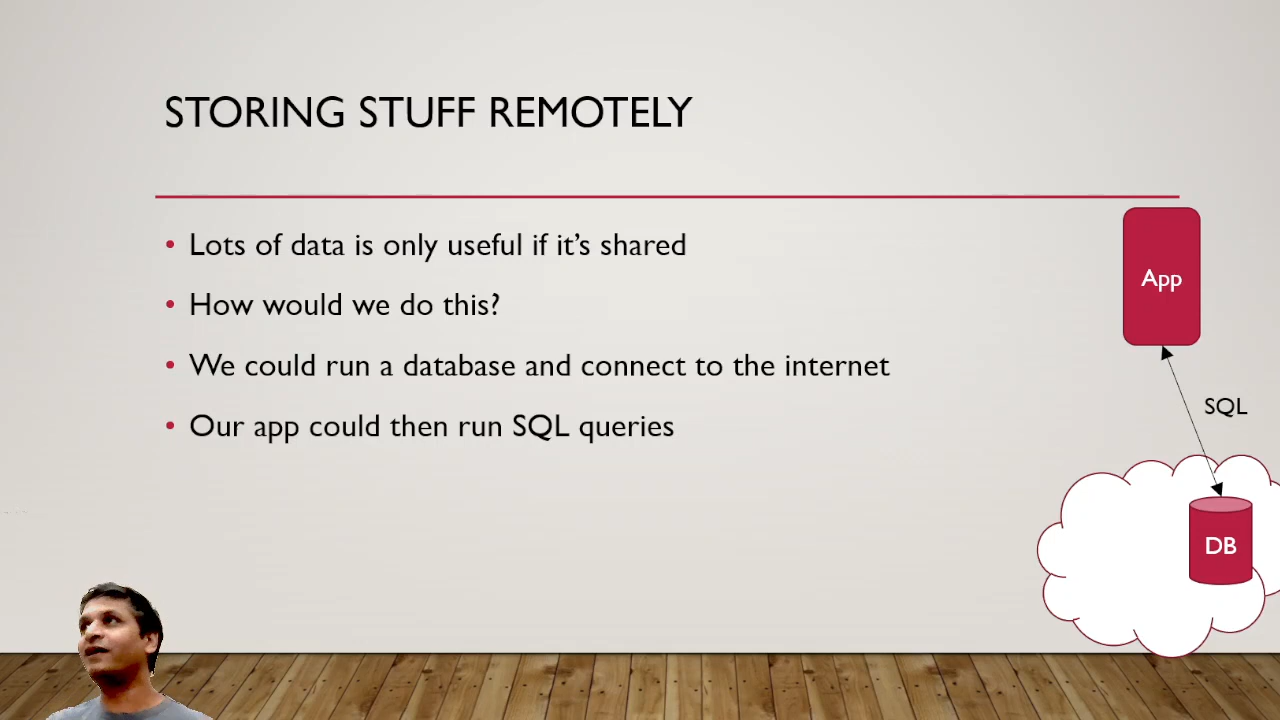 STORING STUFF REMOTELY
• Lots of data is only useful if it’s shared
• How would we do this?
• We could run a database and connect to the internet
• Our app could then run SQL queries
App
SQL
DB